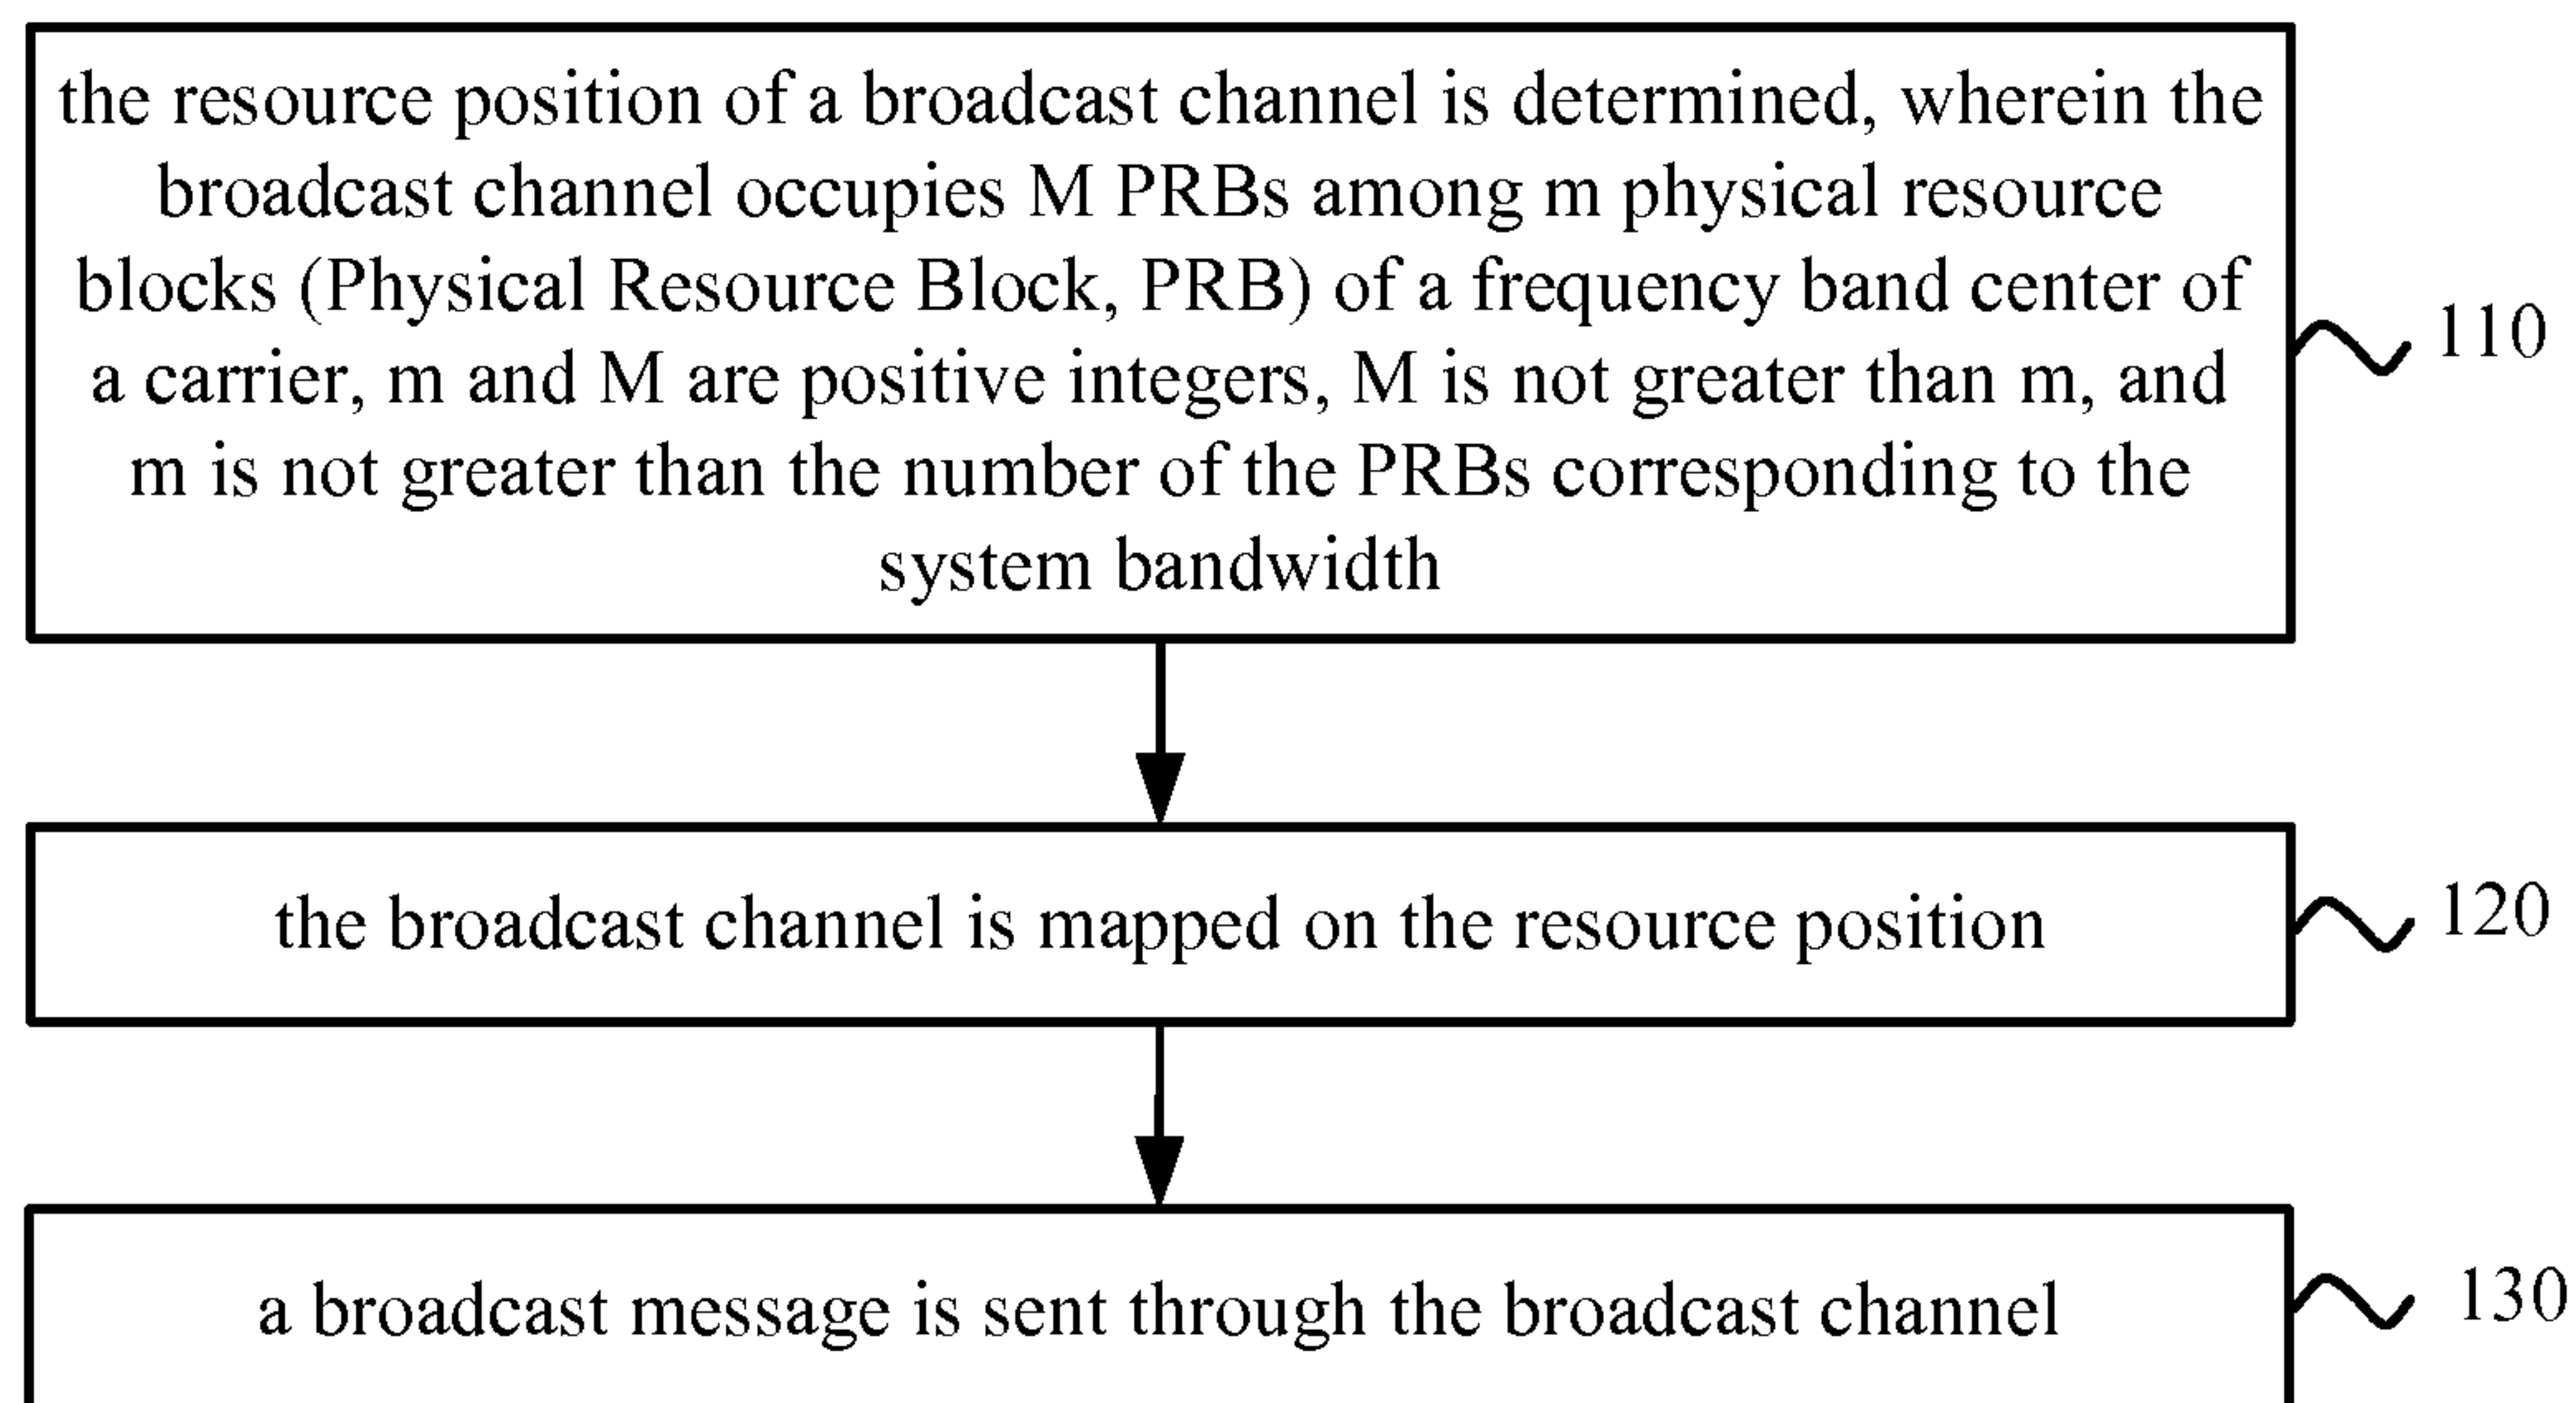 the resource position of a broadcast channel is determined, wherein the
broadcast channel occupies M PRBs among m physical resource
blocks (Physical Resource Block, PRB) of a frequency band center of
a carrier, m and M are positive integers, M is not greater than m, and
m is not greater than the number of the PRBs corresponding to the
system bandwidth
110
the broadcast channel is mapped on the resource position
120
a broadcast message is sent through the broadcast channel
130